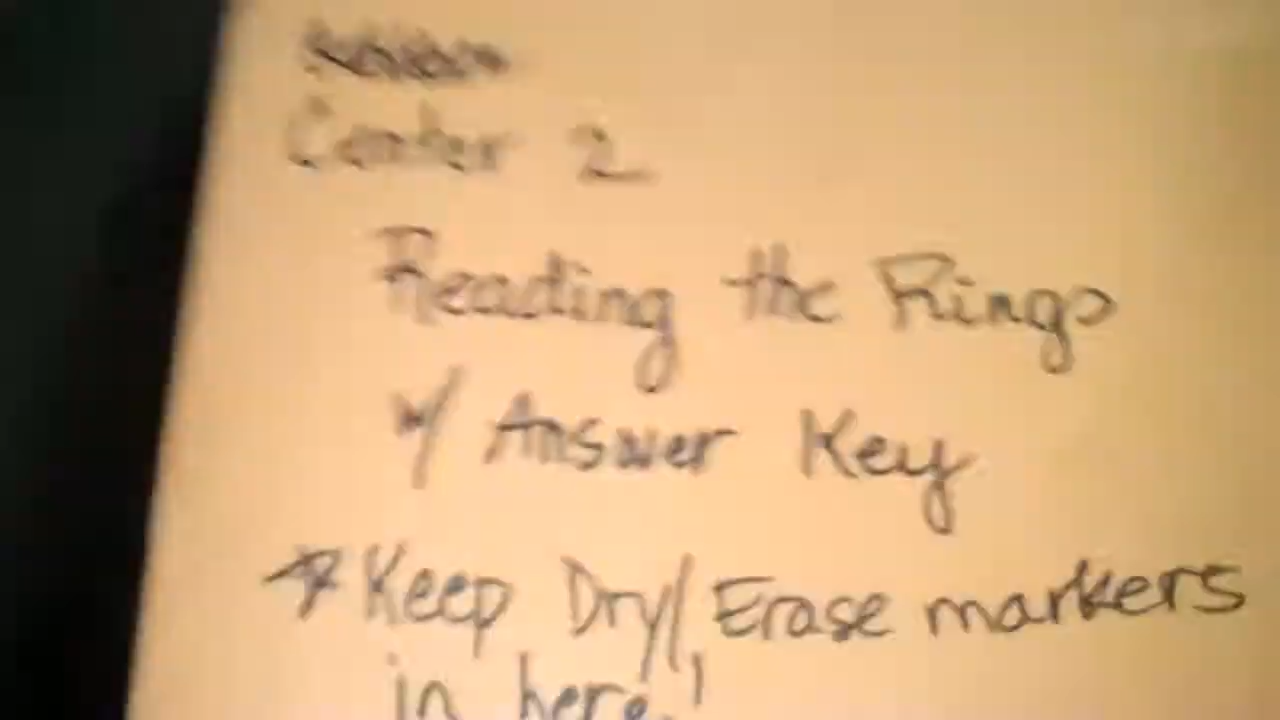 Center 2
Reading the Rings
w/ Answer Key
*Keep Dry/Erase markers
in here!